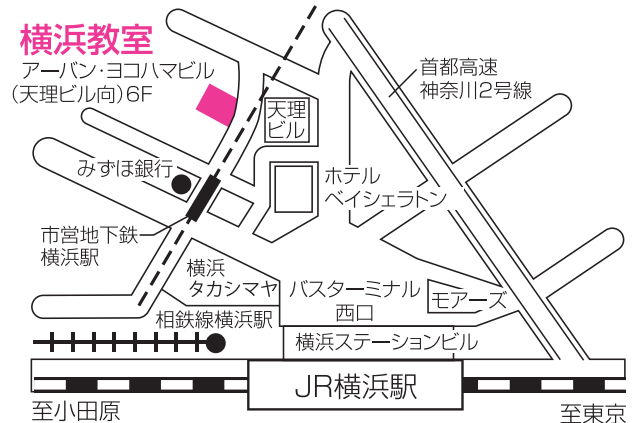 横浜教室
アーバン・ヨコハマビル
(天理ビル向)6F
首都高速
神奈川2号線
天理
ビル
みずほ銀行
ホテル
ベイシェラトン
市営地下鉄
横浜駅
横浜
タカシマヤ
バスターミナル
西口
モアーズ
相鉄線横浜駅
横浜ステーションビル
JR横浜駅
至小田原
至東京